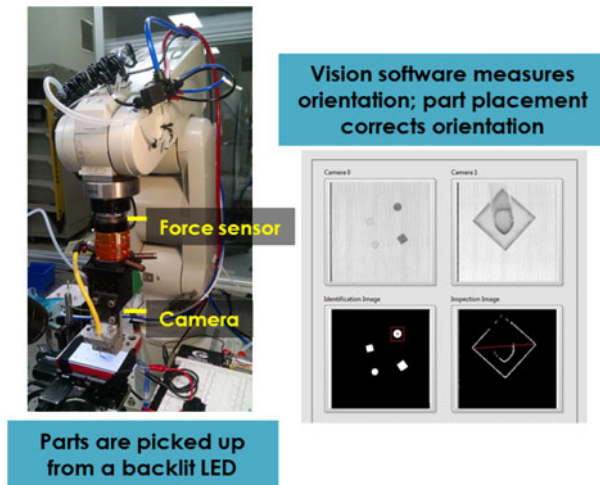 Vision software measures
orientation; part placement
corrects orientation
Camera 0
Camera 1
Force sensor
Camera
Identification Image
Inspection Image
Parts are picked up
from a backlit LED